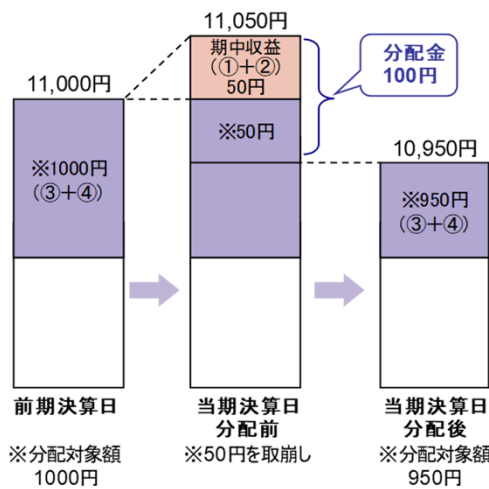 11,050円
期中収益
(①+②)
50円
分配金
100円
11,000円
※50円
※1000円
(③+④)
10,950円
※950円
(③+④)
前期決算日
※分配対象額
1000円
当期決算日
分配前
※50円を取崩し
当期決算日
分配後
※分配対象額
950円